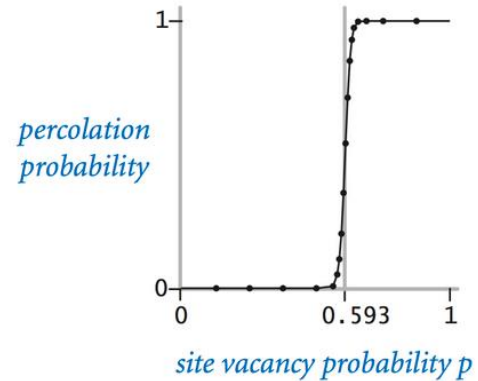 1
percolation
probability
0
0
0.593
1
site vacancy probability p